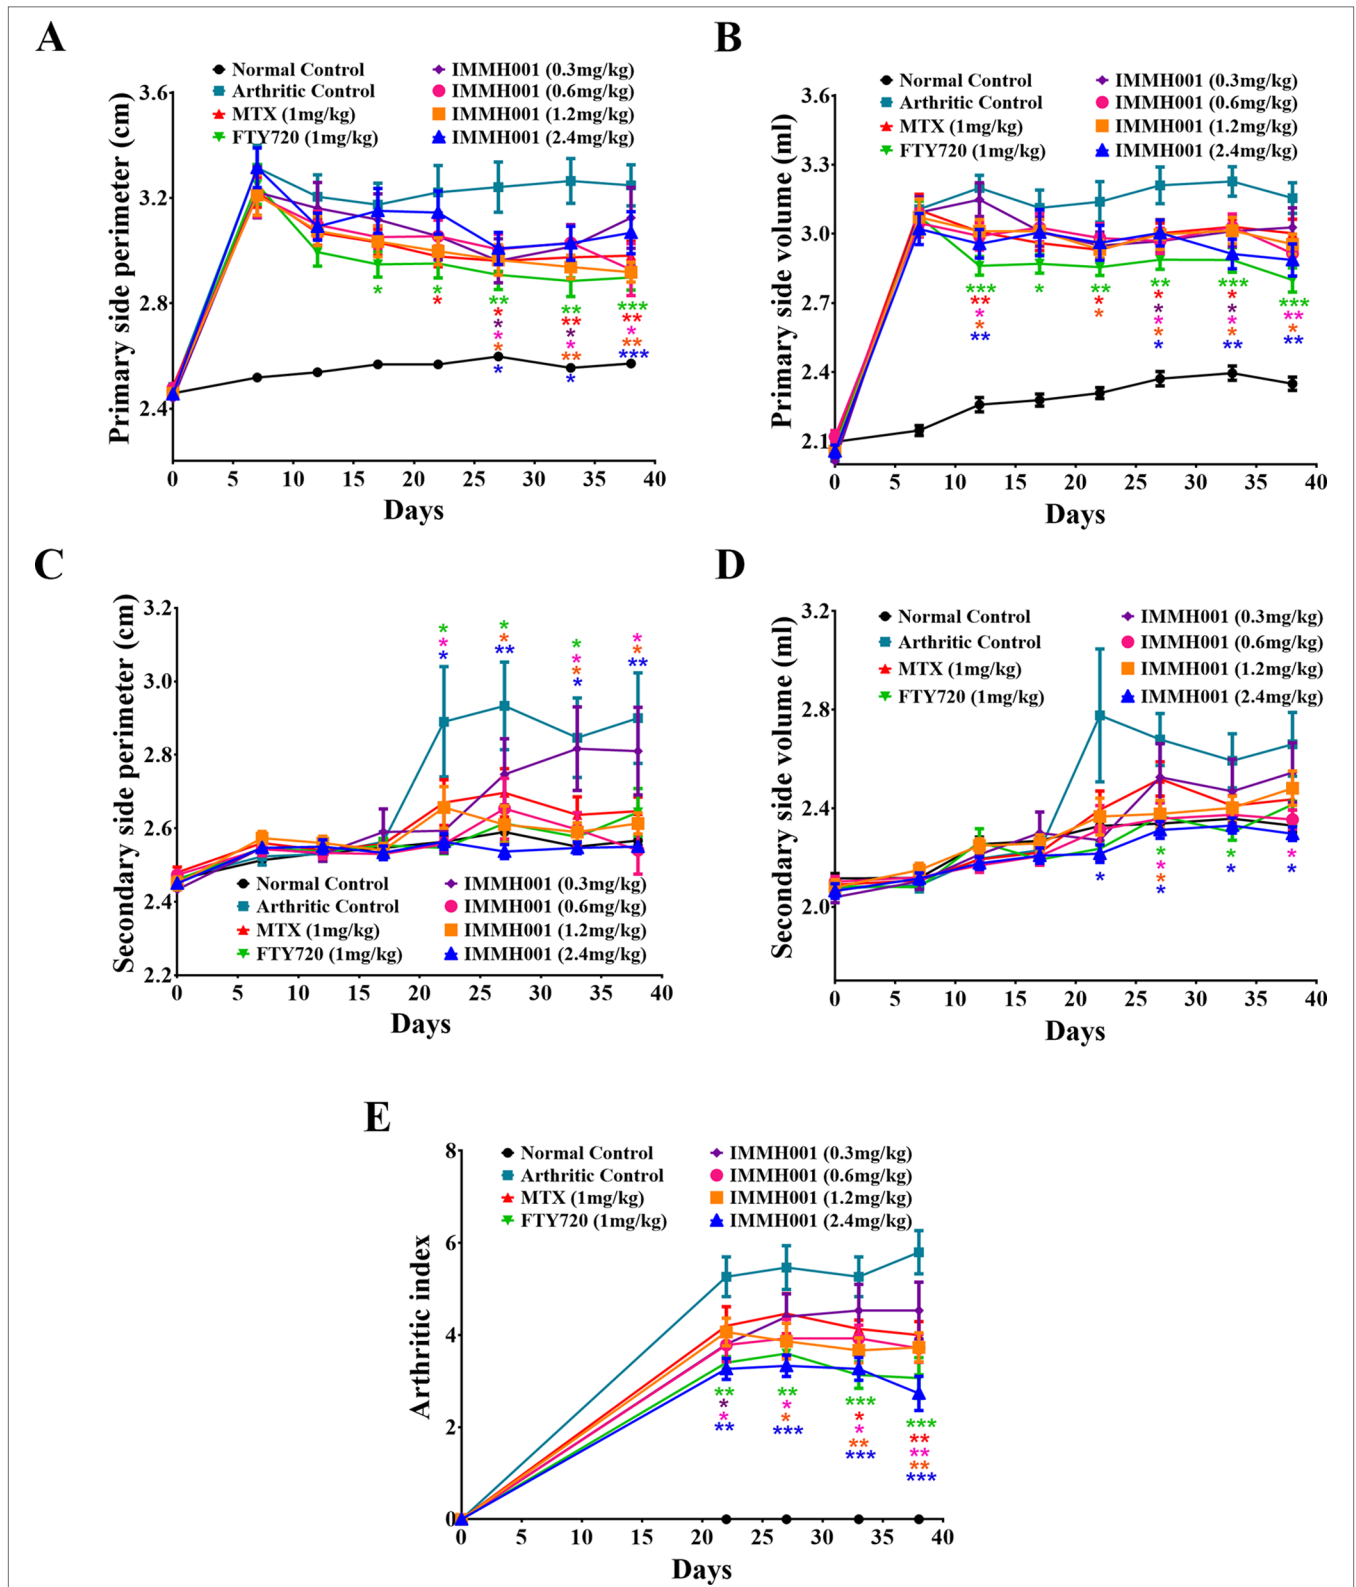 A
Normal Control
Arthritic Control
MTX (1mg/kg)
FTY720 (1mg/kg)
IMMH001 (0.3mg/kg)
IMMH001 (0.6mg/kg)
IMMH001 (1.2mg/kg)
IMMH001 (2.4mg/kg)
Primary side perimeter (cm)
3.6
3.2
2.8
2.4
*
*
*
**
*
*
*
*
*
**
**
*
*
**
*
***
**
*
**
***
0 5 10 15 20 25 30 35 40
Days
B
Normal Control
Arthritic Control
MTX (1mg/kg)
FTY720 (1mg/kg)
IMMH001 (0.3mg/kg)
IMMH001 (0.6mg/kg)
IMMH001 (1.2mg/kg)
IMMH001 (2.4mg/kg)
Primary side volume (ml)
3.6
3.3
3.0
2.7
2.4
2.1
***
**
*
*
**
*
**
*
*
**
*
*
*
*
*
***
*
*
*
*
**
***
**
*
**
0 5 10 15 20 25 30 35 40
Days
C
Secondary side perimeter (cm)
3.2
3.0
2.8
2.6
2.4
2.2
*
*
*
*
*
**
*
*
*
*
*
*
**
Normal Control
Arthritic Control
MTX (1mg/kg)
FTY720 (1mg/kg)
IMMH001 (0.3mg/kg)
IMMH001 (0.6mg/kg)
IMMH001 (1.2mg/kg)
IMMH001 (2.4mg/kg)
0 5 10 15 20 25 30 35 40
Days
D
Normal Control
Arthritic Control
MTX (1mg/kg)
FTY720 (1mg/kg)
IMMH001 (0.3mg/kg)
IMMH001 (0.6mg/kg)
IMMH001 (1.2mg/kg)
IMMH001 (2.4mg/kg)
Secondary side volume (ml)
3.2
2.8
2.4
2.0
*
*
*
*
*
*
*
*
*
0 5 10 15 20 25 30 35 40
Days
E
Normal Control
Arthritic Control
MTX (1mg/kg)
FTY720 (1mg/kg)
IMMH001 (0.3mg/kg)
IMMH001 (0.6mg/kg)
IMMH001 (1.2mg/kg)
IMMH001 (2.4mg/kg)
Arthritic index
8
6
4
2
0
**
*
*
**
**
*
*
***
***
*
*
**
***
***
**
**
**
***
0 5 10 15 20 25 30 35 40
Days